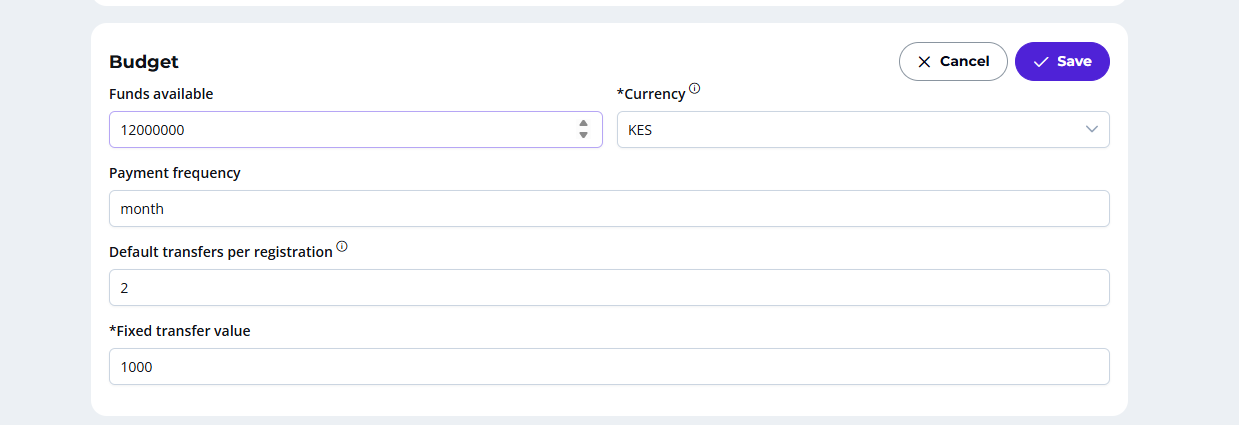 Budget
Cancel
Save
Funds available
*Currency
12000000
KES
Payment frequency
month
Default transfers per registration
2
*Fixed transfer value
1000